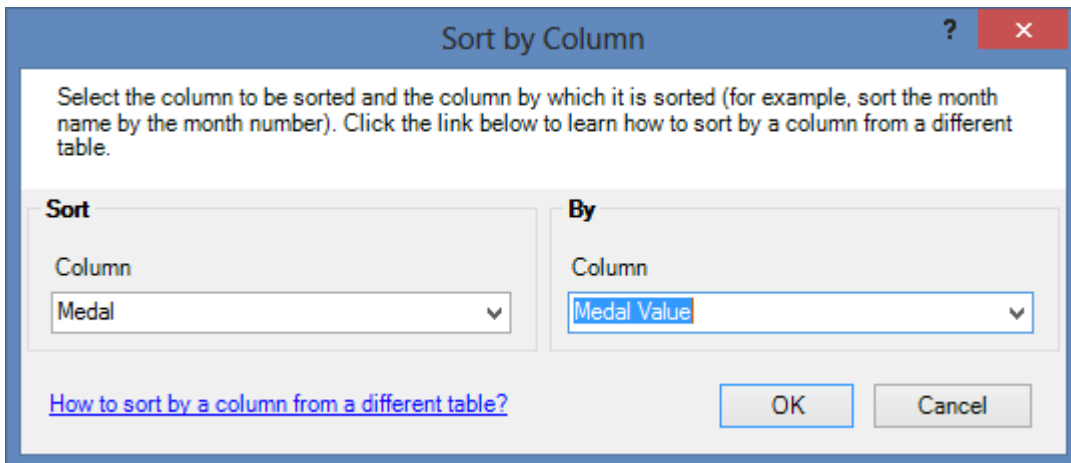 Sort by Column
?
Select the column to be sorted and the column by which it is sorted (for example, sort the month
name by the month number). Click the link below to learn how to sort by a column from a different
table.
Sort
Column
Medal
By
Column
Medal Value
How to sort by a column from a different table?
OK
Cancel